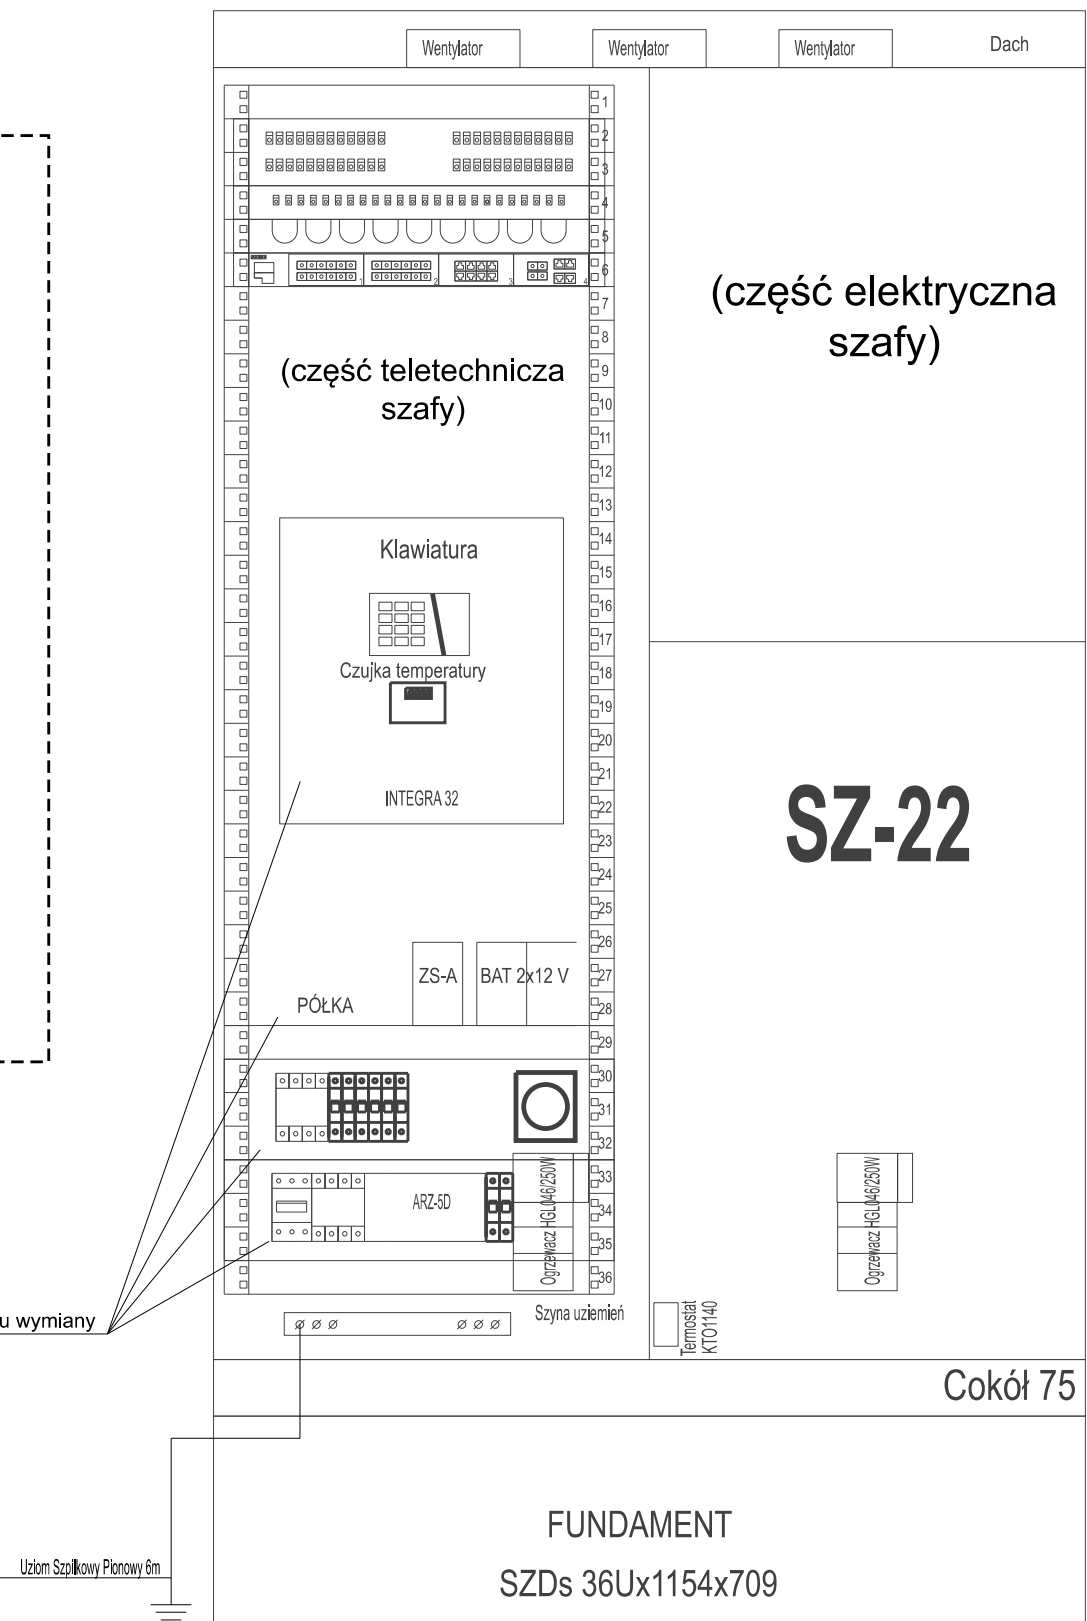 Wentylator
Wentylator
Wentylator
Dach
1
2
3
4
5
6
1
2
3
4
7
8
9
10
11
12
13
14
15
16
17
18
19
20
21
22
23
24
25
26
27
28
29
30
31
32
33
34
35
36
(część teletechnicza
szafy)
(część elektryczna
szafy)
Klawiatura
Czujka temperatury
INTEGRA 32
SZ-22
ZS-A
BAT 2x12 V
PÓŁKA
ARZ-5D
Ogrzewacz HGL046/250W
Ogrzewacz HGL046/250W
u wymiany
Szyna uziemień
Termostat
KTO1140
Cokół 75
FUNDAMENT
SZDs 36Ux1154x709
Uziom Szpilkowy Pionowy 6m